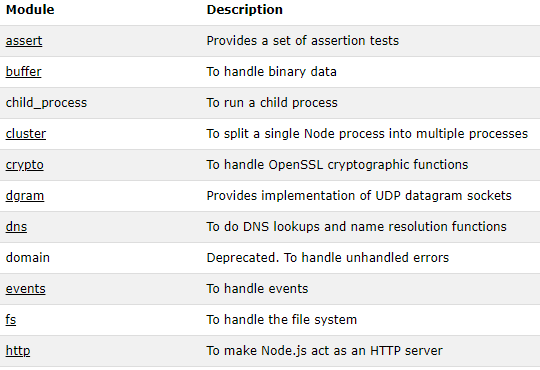 Module Description
assert Provides a set of assertion tests
buffer To handle binary data
child_process To run a child process
cluster To split a single Node process into multiple processes
crypto To handle OpenSSL cryptographic functions
dgram Provides implementation of UDP datagram sockets
dns To do DNS lookups and name resolution functions
domain Deprecated. To handle unhandled errors
events To handle events
fs To handle the file system
http To make Node.js act as an HTTP server